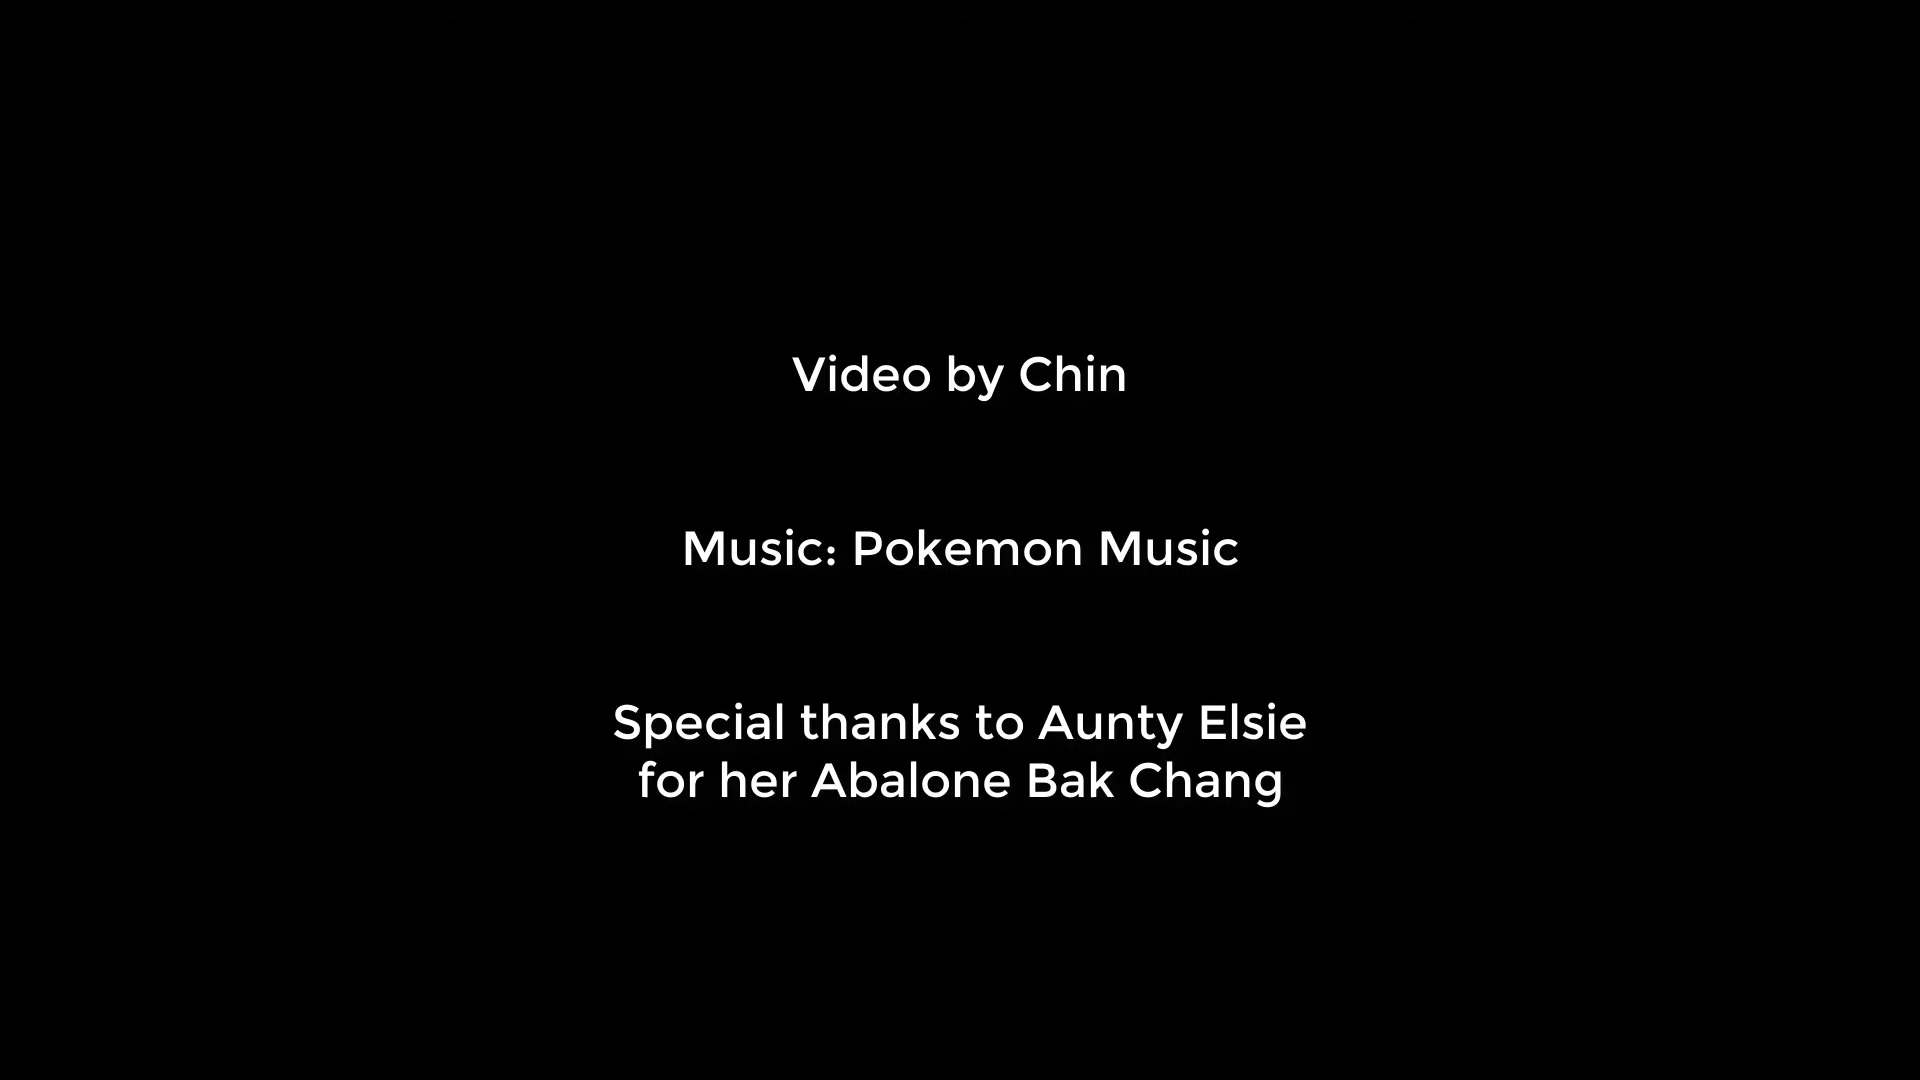 Video by Chin
Music: Pokemon Music
Special thanks to Aunty Elsie
for her Abalone Bak Chang